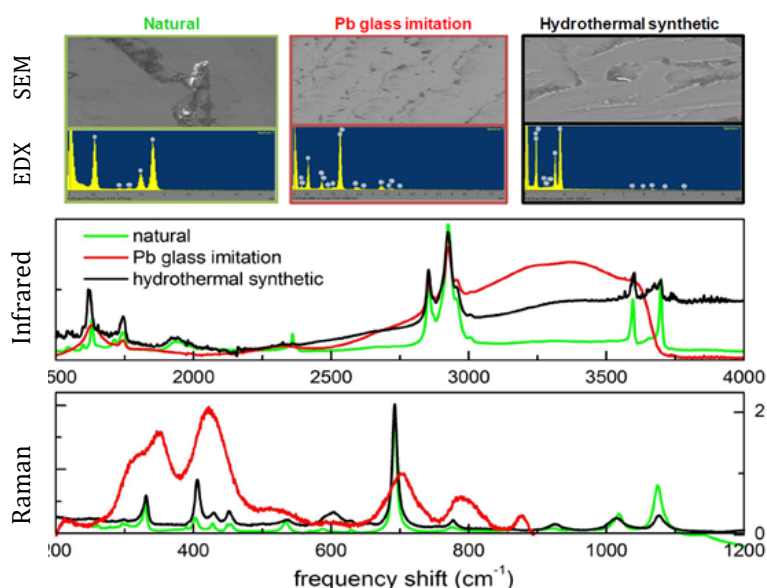 Natural
Pb glass imitation
Hydrothermal synthetic
SEM
EDX
Infrared
natural
Pb glass imitation
hydrothermal synthetic
500 2000 2500 3000 3500 4000
Raman
2
0
200 400 600 800 1000 1200
frequency shift (cm⁻¹)